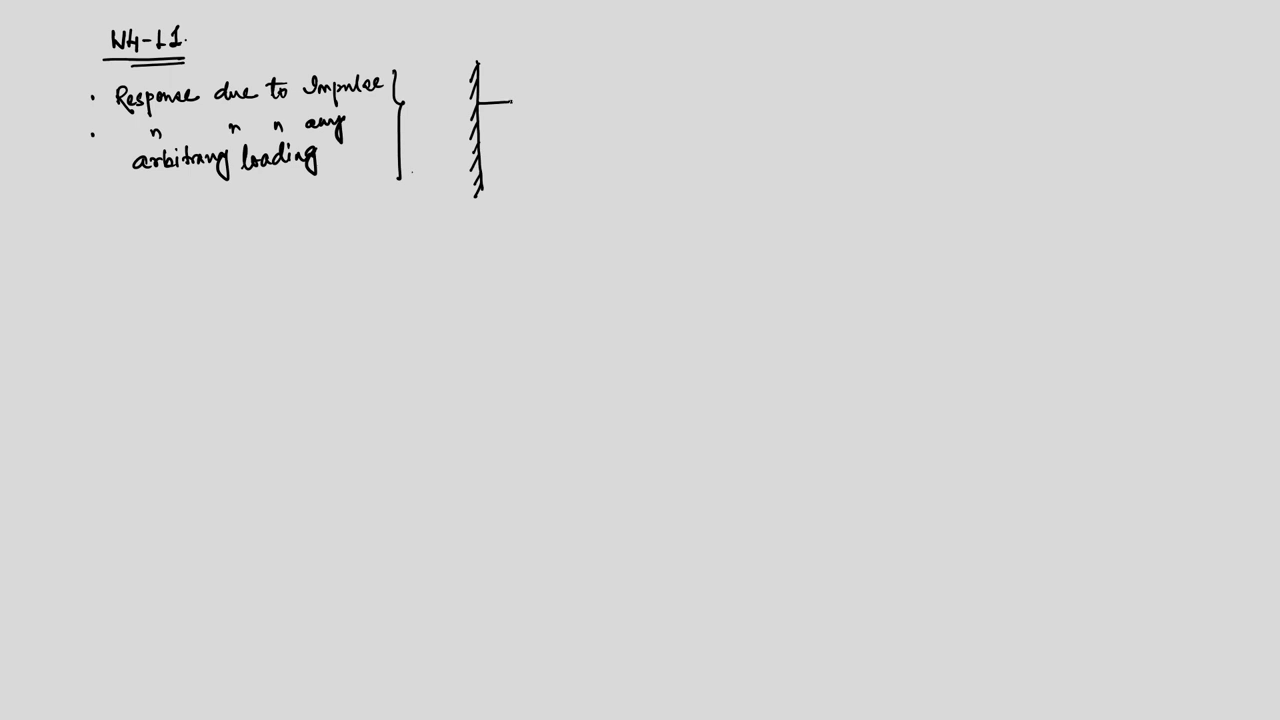 W4-L1.
• Response due to Impulse
• " " " any
arbitrary loading